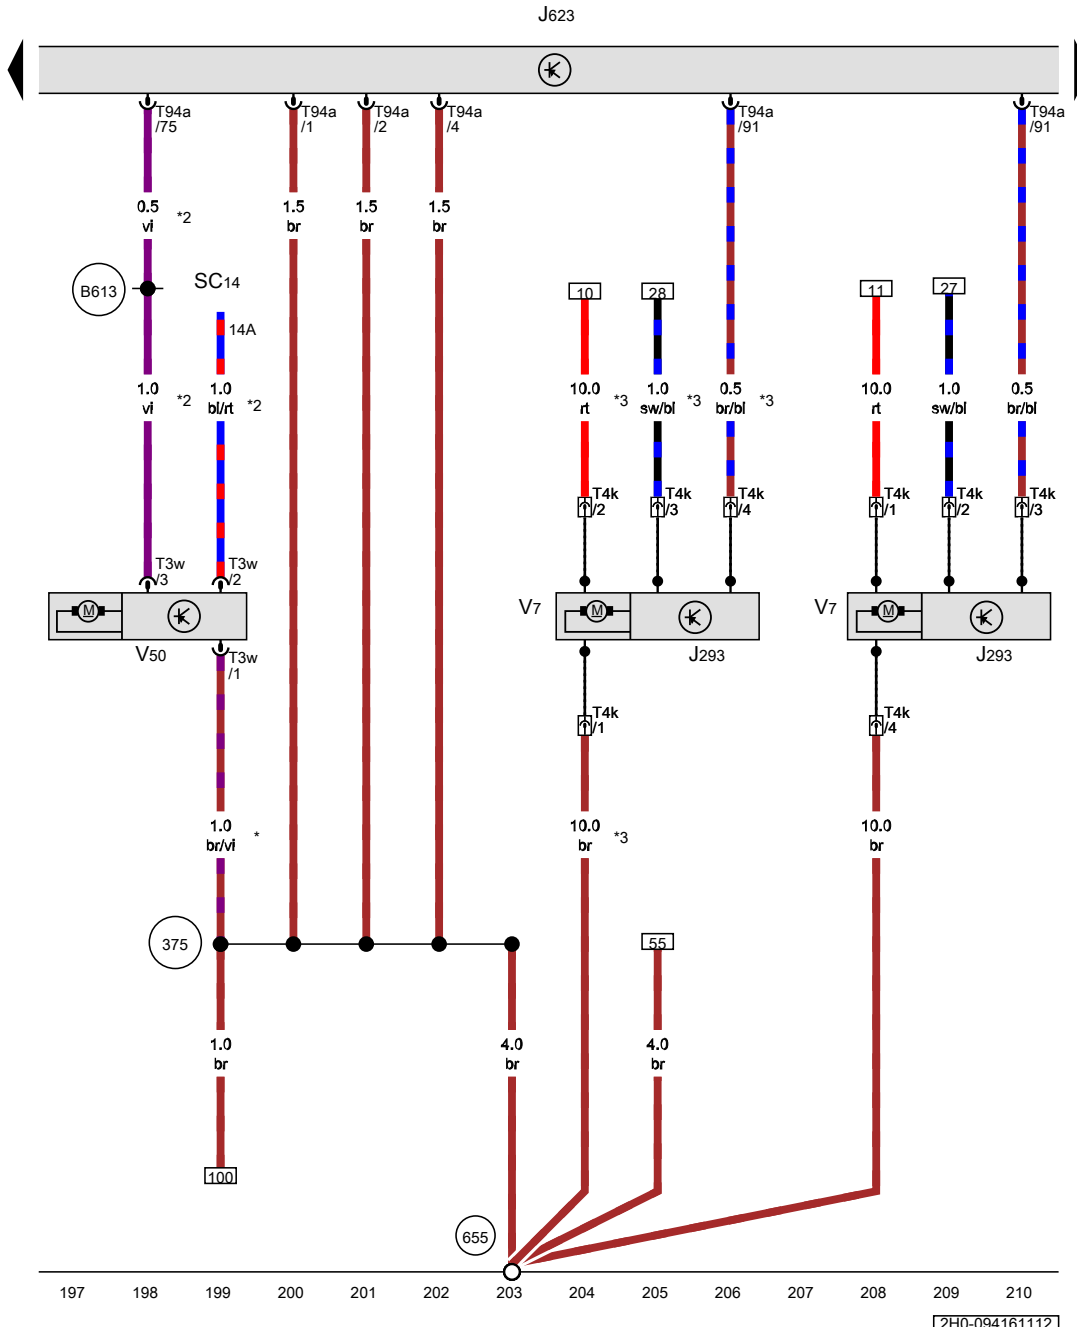 J623
T94a
/75
T94a
/1
T94a
/2
T94a
/4
T94a
/91
T94a
/91
0.5
vi
*2
1.5
br
1.5
br
1.5
br
B613
SC14
14A
10
28
11
27
1.0
vi
*2
1.0
bl/rt
*2
10.0
rt
*3
1.0
sw/bl
*3
0.5
br/bl
*3
10.0
rt
1.0
sw/bl
0.5
br/bl
T4k
/2
T4k
/3
T4k
/4
T4k
/1
T4k
/2
T4k
/3
T3w
/3
T3w
/2
M
V7
M
V7
M
V50
J293
J293
T3w
/1
T4k
/1
T4k
/4
1.0
br/vi
*
10.0
br
*3
10.0
br
375
55
1.0
br
4.0
br
4.0
br
100
655
197 198 199 200 201 202 203 204 205 206 207 208 209 210
2H0-094161112